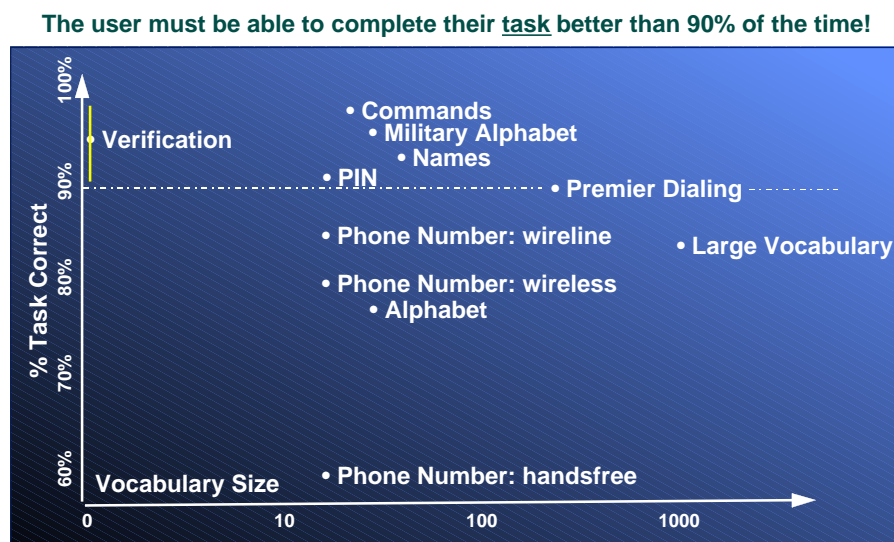 The user must be able to complete their task better than 90% of the time!
100%
• Commands
• Military Alphabet
Verification
• Names
• PIN
90%
• Premier Dialing
% Task Correct
• Phone Number: wireline
• Large Vocabulary
80%
• Phone Number: wireless
• Alphabet
70%
60%
• Phone Number: handsfree
Vocabulary Size
0 10 100 1000